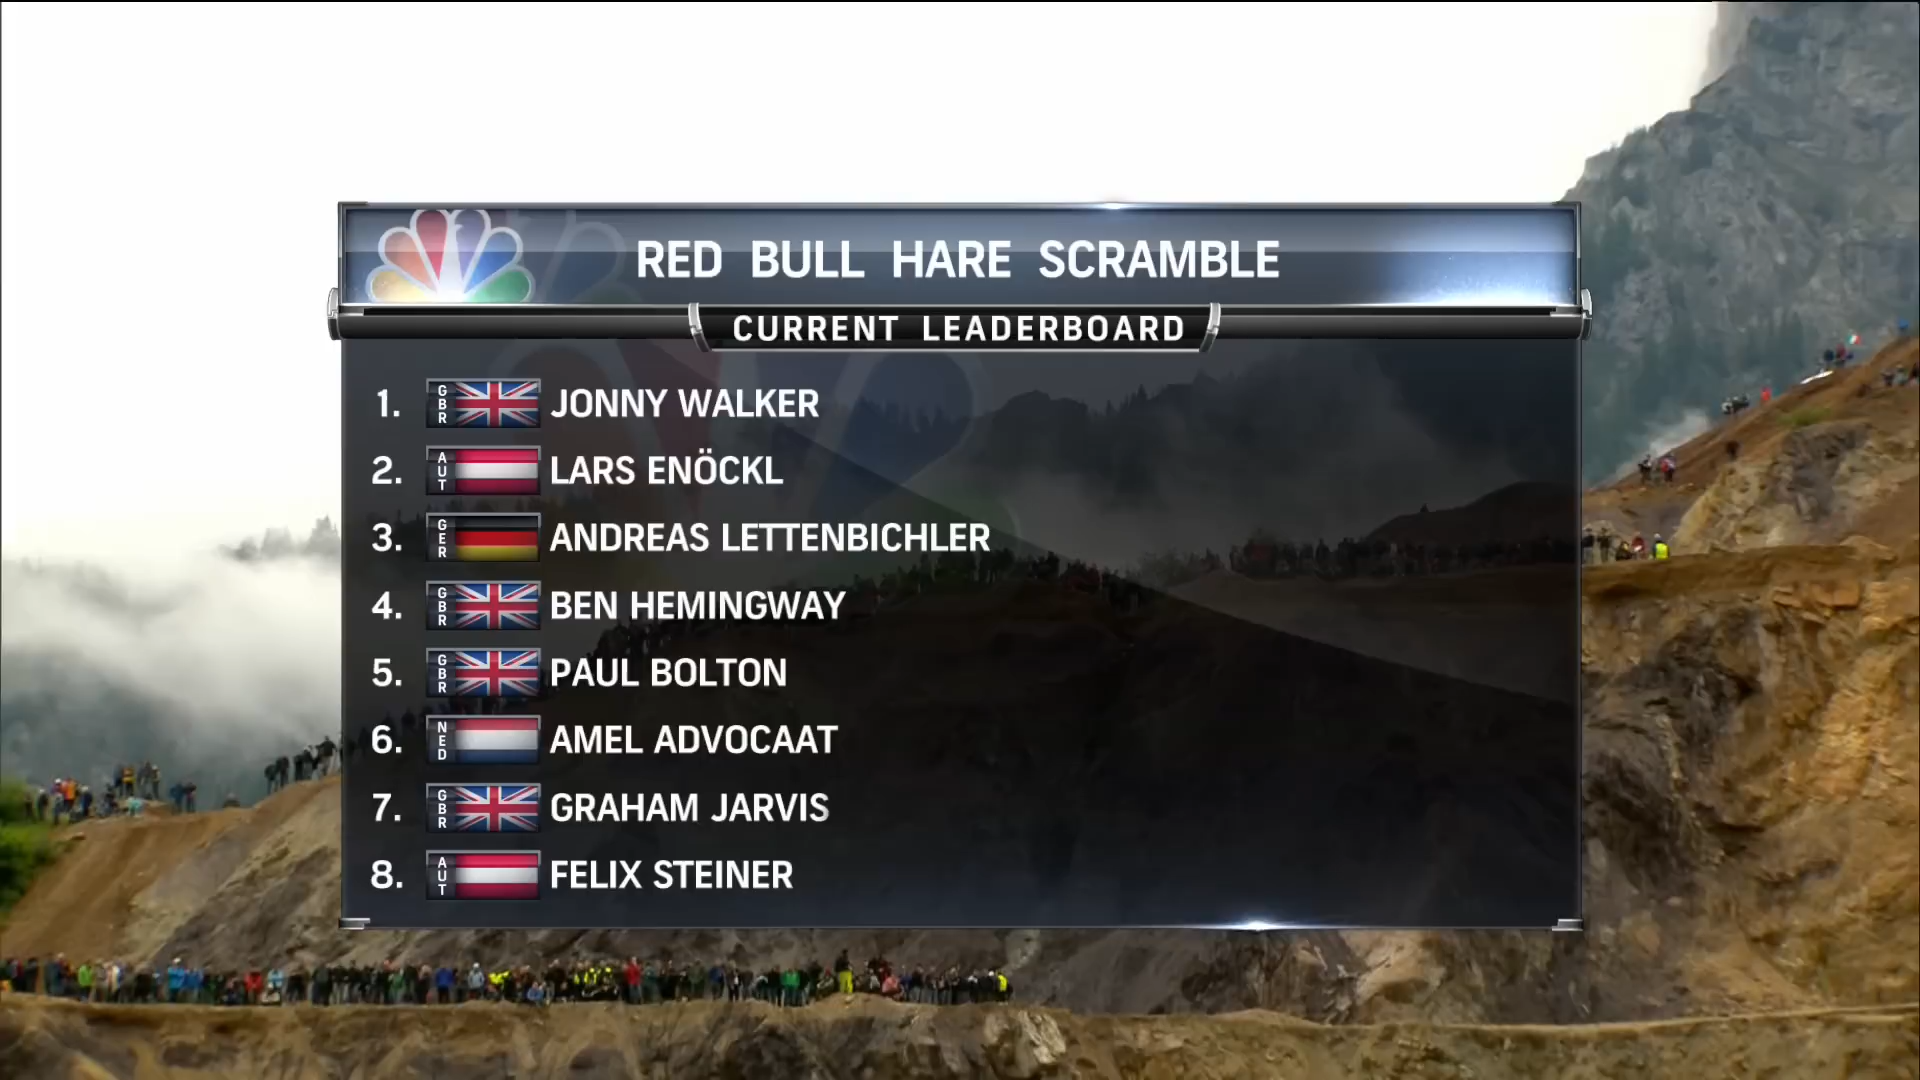 RED BULL HARE SCRAMBLE
CURRENT LEADERBOARD
1. GBR JONNY WALKER
2. AUT LARS ENÖCKL
3. GER ANDREAS LETTENBICHLER
4. GBR BEN HEMINGWAY
5. GBR PAUL BOLTON
6. NED AMEL ADVOCAAT
7. GBR GRAHAM JARVIS
8. AUT FELIX STEINER